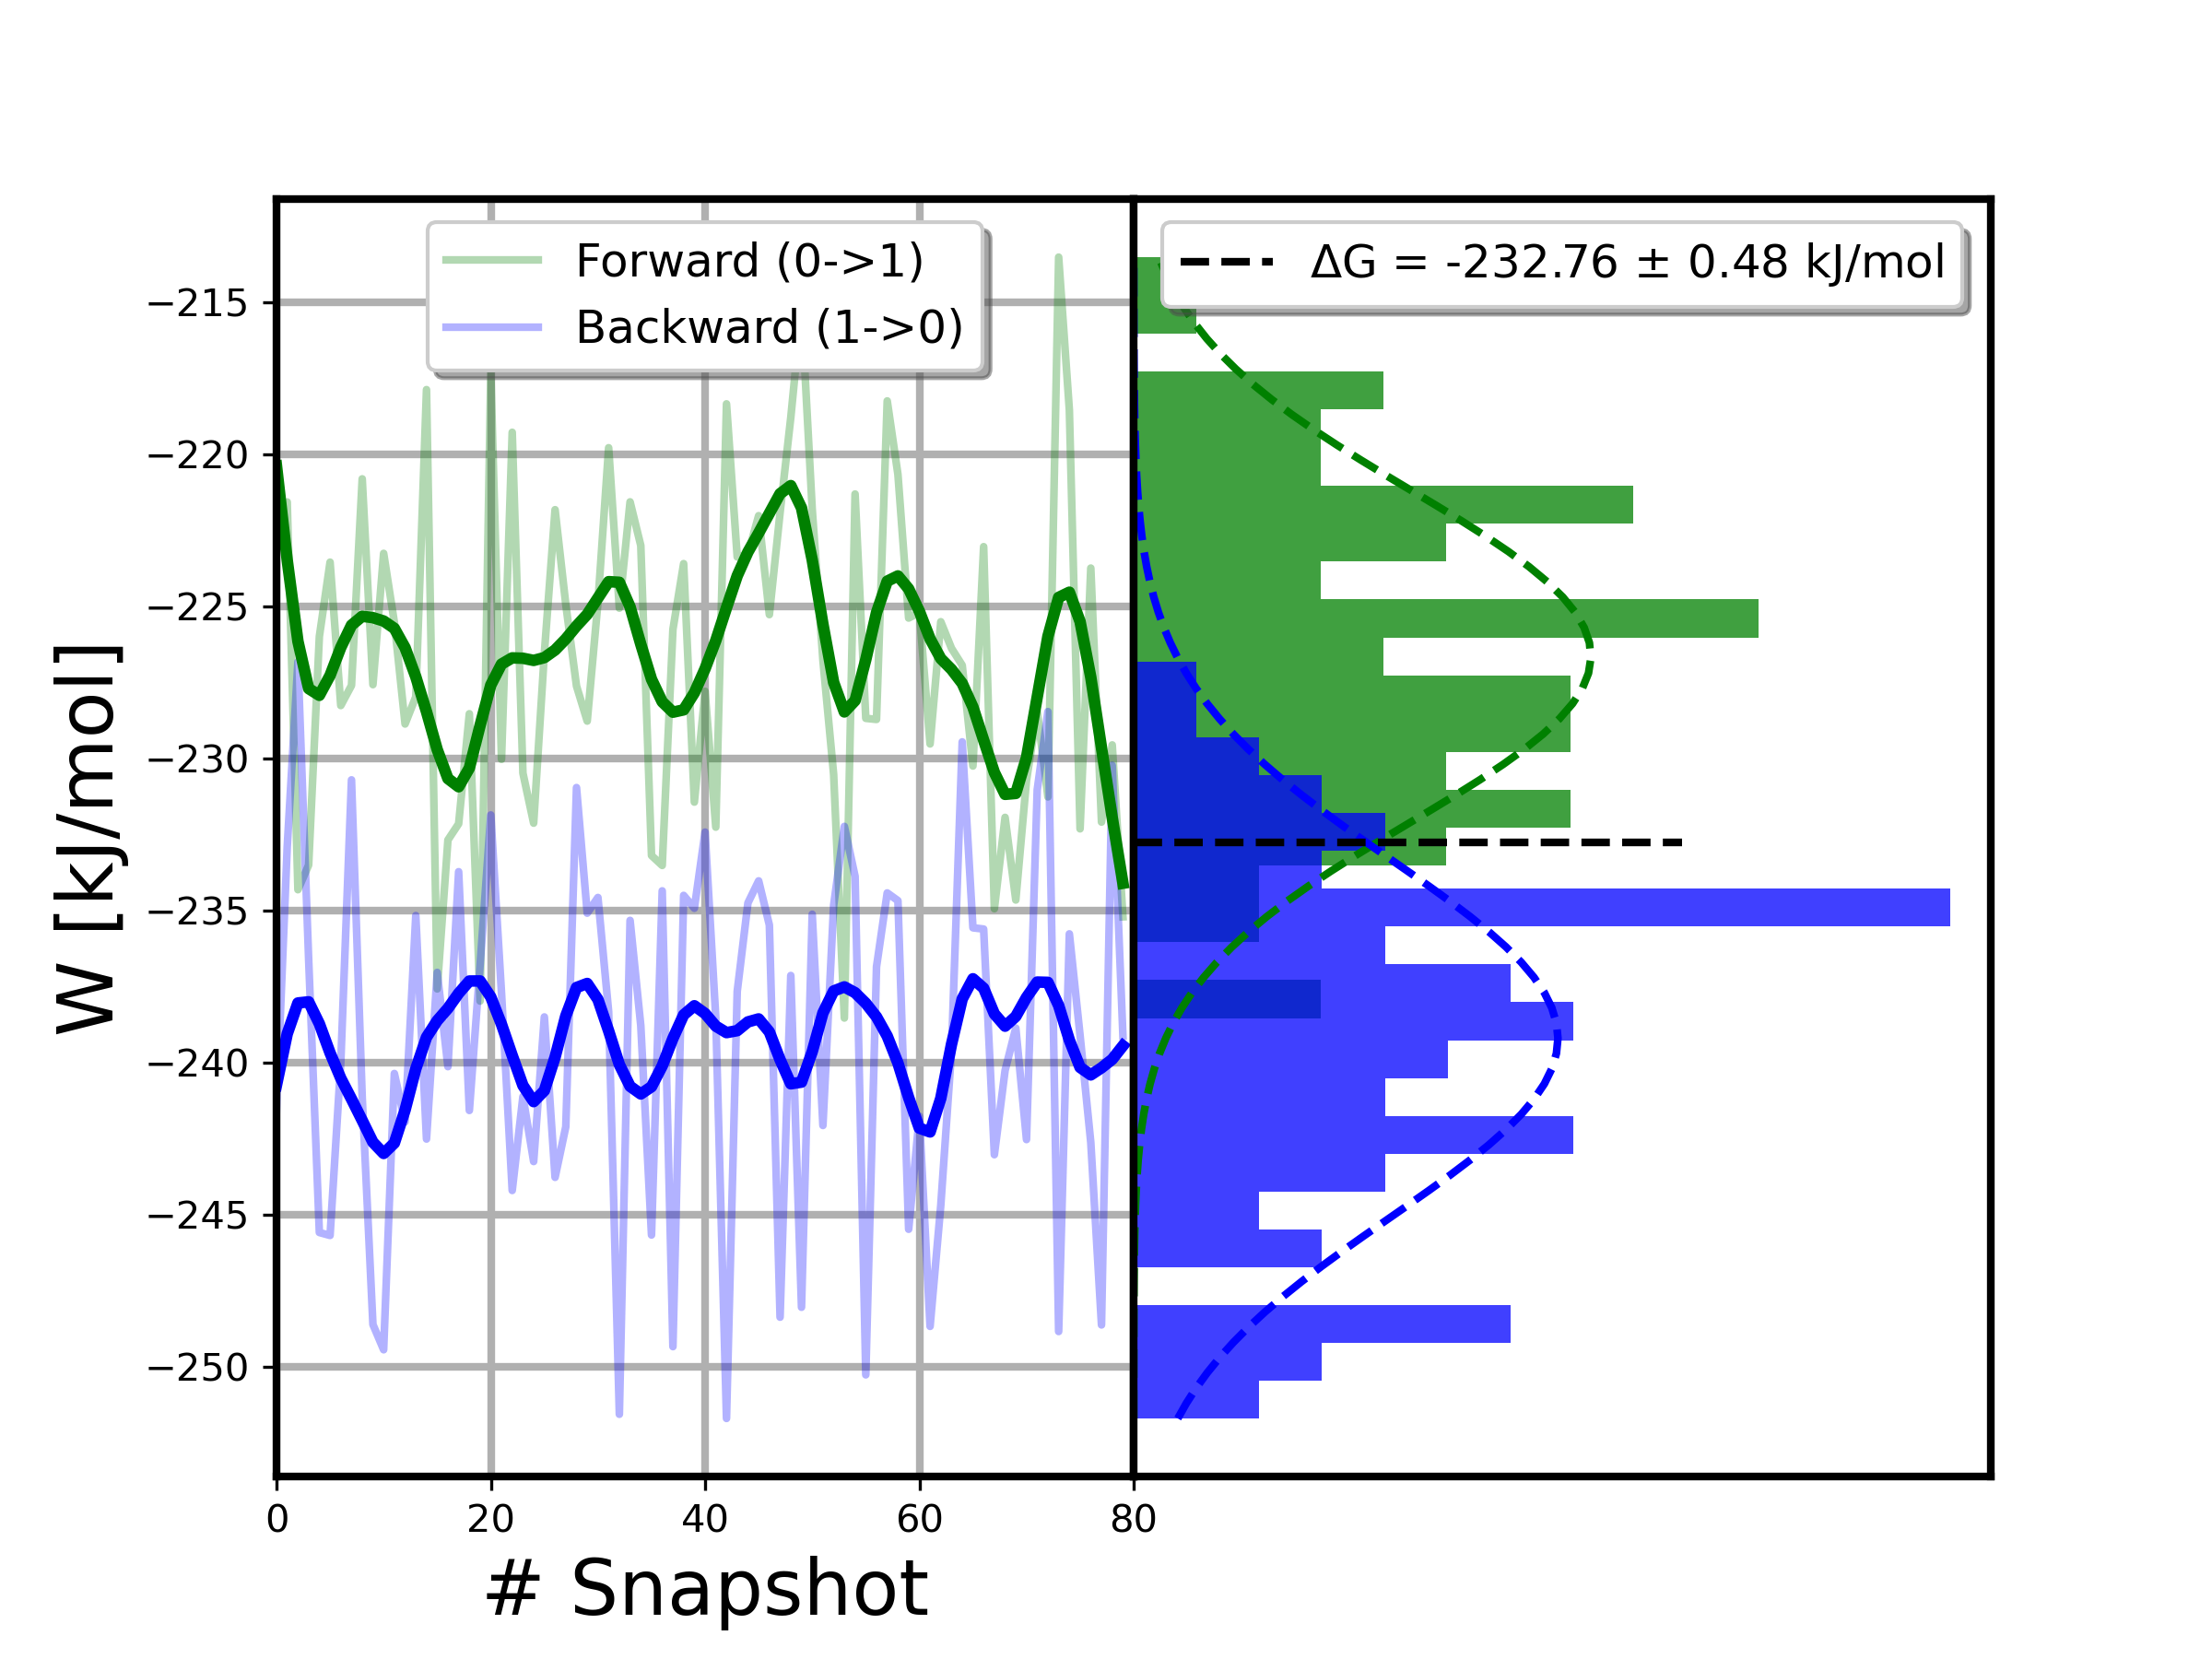 Forward (0->1)
Backward (1->0)
ΔG = -232.76 ± 0.48 kJ/mol
W [kJ/mol]
−215
−220
−225
−230
−235
−240
−245
−250
0 20 40 60 80
# Snapshot